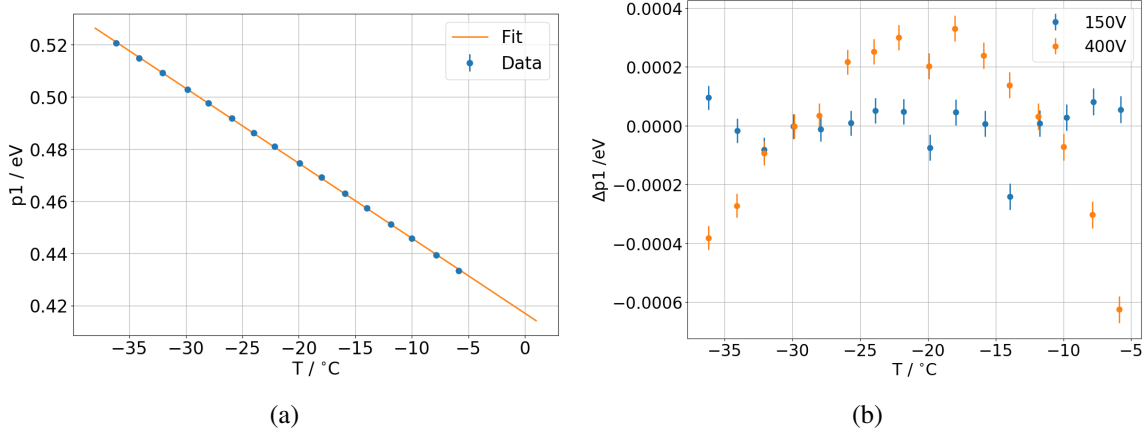 0.52
0.50
0.48
0.46
0.44
0.42
p1 / eV
Fit
Data
−35 −30 −25 −20 −15 −10 −5 0
T / °C
(a)
0.0004
0.0002
0.0000
−0.0002
−0.0004
−0.0006
Δp1 /eV
150V
400V
−35 −30 −25 −20 −15 −10 −5
T / °C
(b)